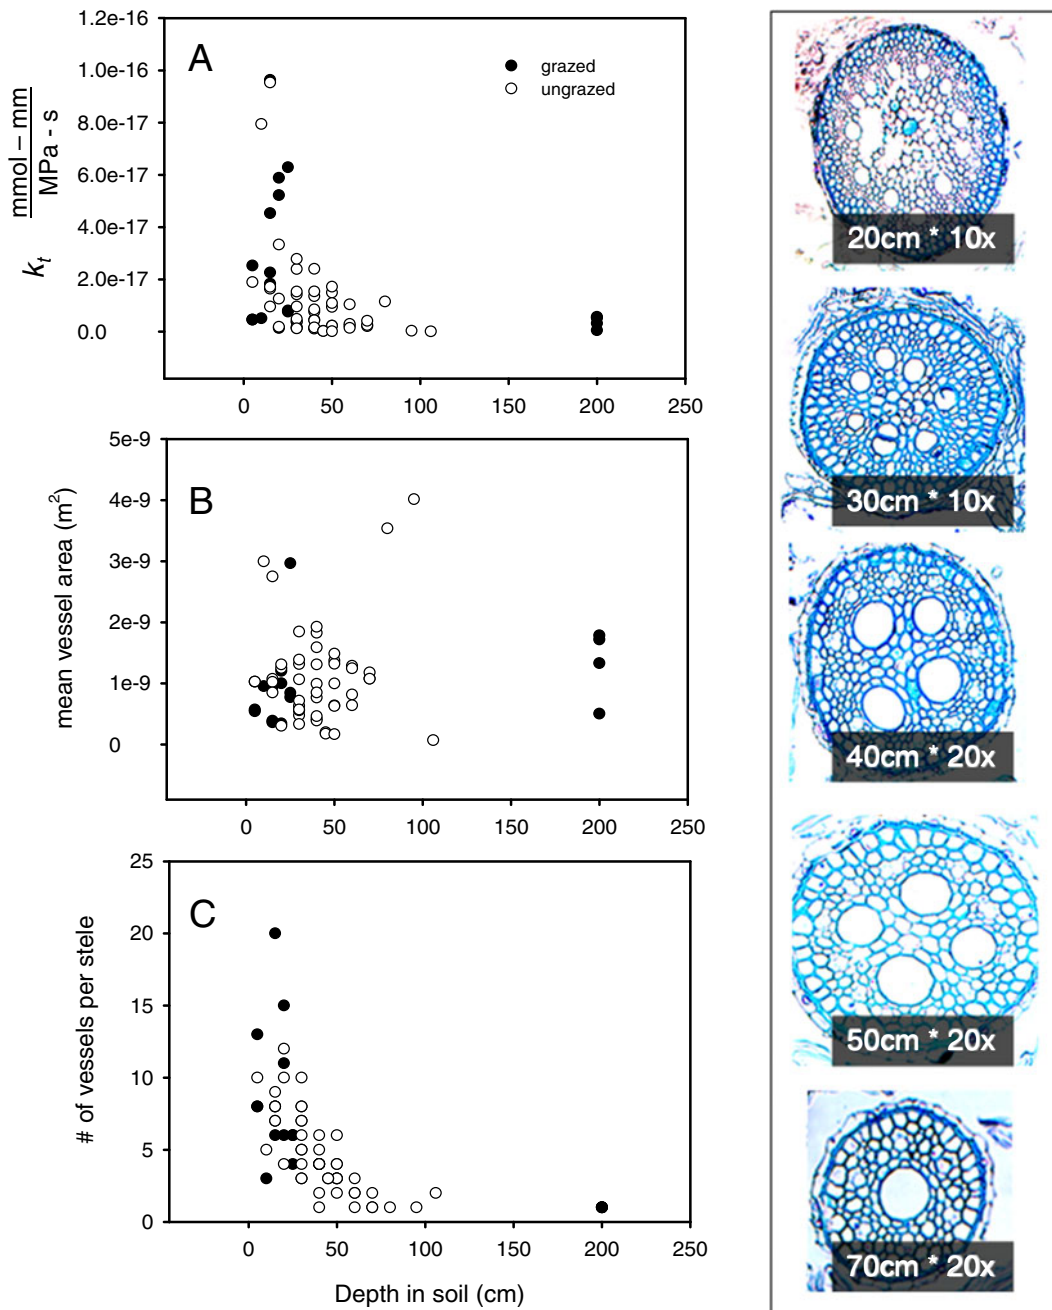 A
grazed
ungrazed
k_t mmol – mm
MPa - s
1.2e-16
1.0e-16
8.0e-17
6.0e-17
4.0e-17
2.0e-17
0.0
0 50 100 150 200 250
B
mean vessel area (m²)
5e-9
4e-9
3e-9
2e-9
1e-9
0
0 50 100 150 200 250
C
# of vessels per stele
25
20
15
10
5
0
0 50 100 150 200 250
Depth in soil (cm)
20cm * 10x
30cm * 10x
40cm * 20x
50cm * 20x
70cm * 20x